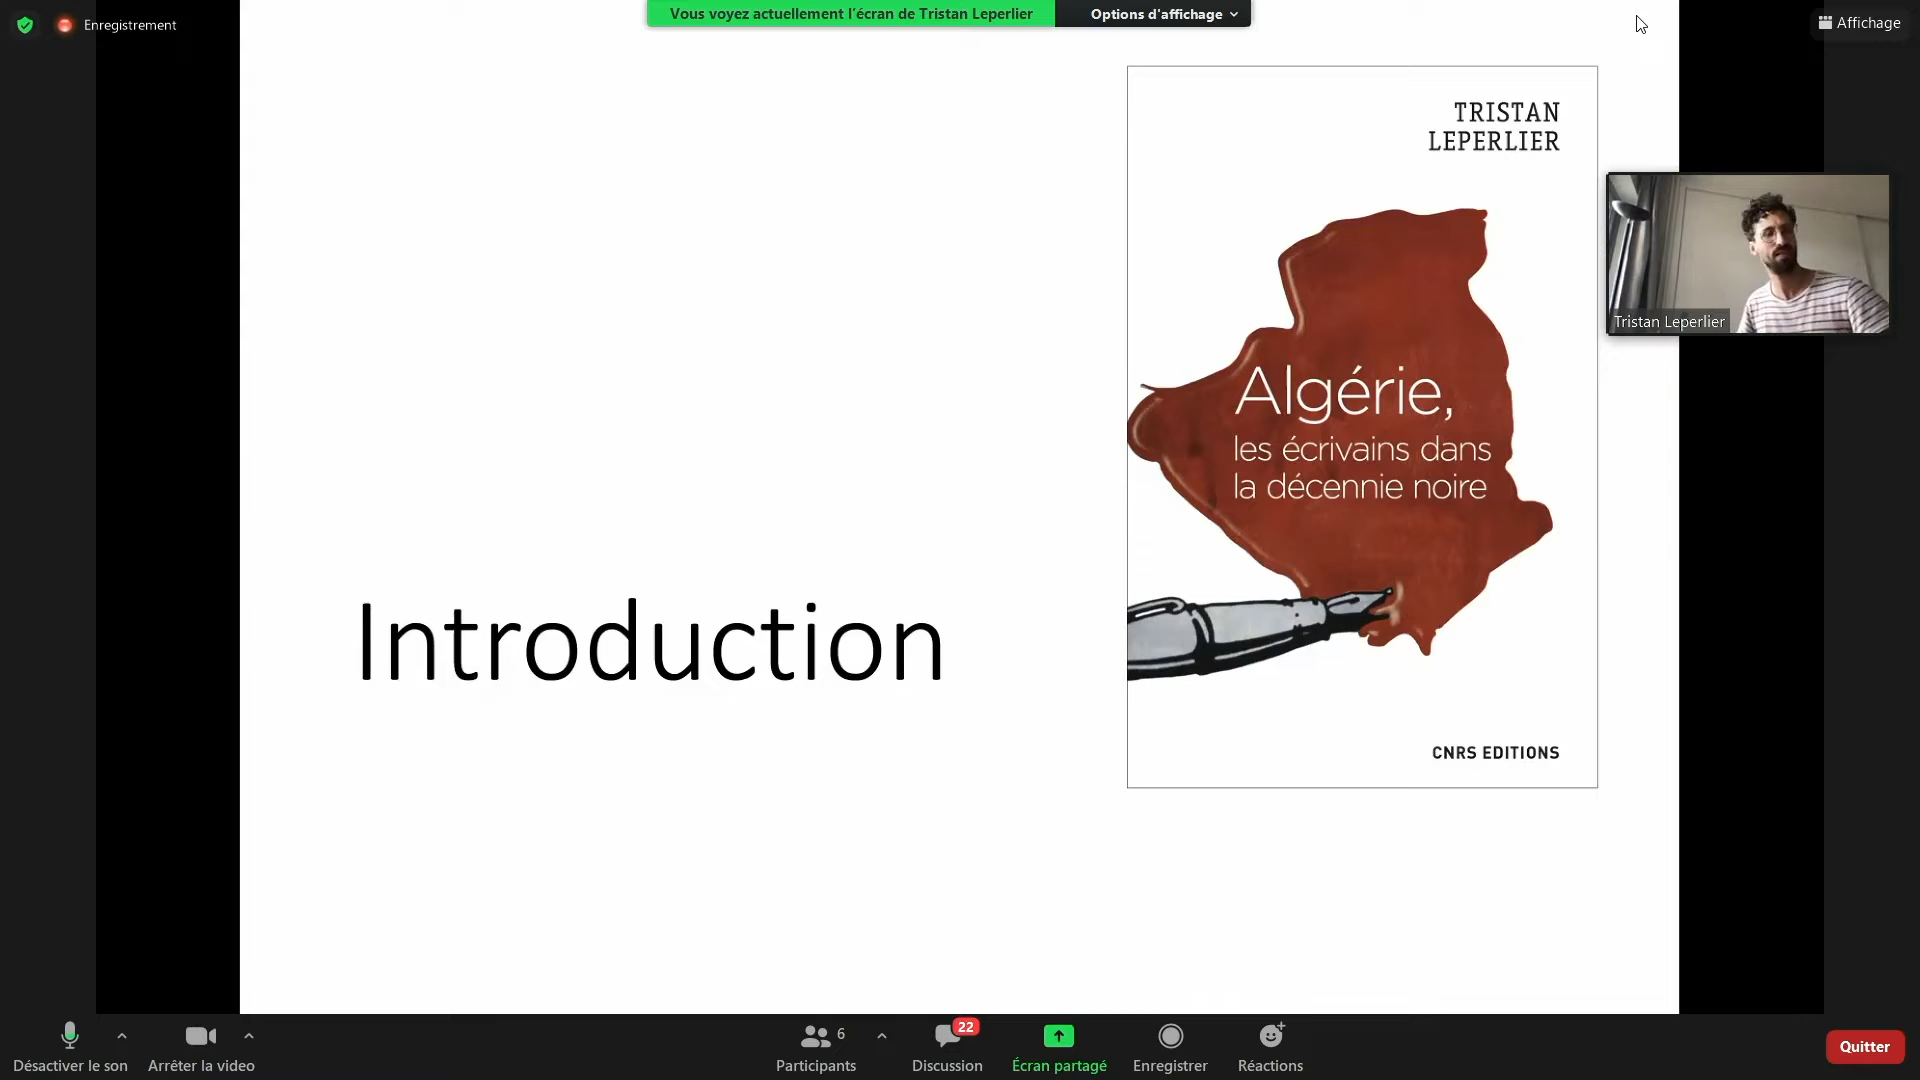 Enregistrement
Vous voyez actuellement l'écran de Tristan Leperlier
Options d'affichage
Affichage
TRISTAN
LEPERLIER
Tristan Leperlier
Algérie,
les écrivains dans
la décennie noire
Introduction
CNRS EDITIONS
Désactiver le son
Arrêter la video
6
Participants
22
Discussion
Écran partagé
Enregistrer
Réactions
Quitter